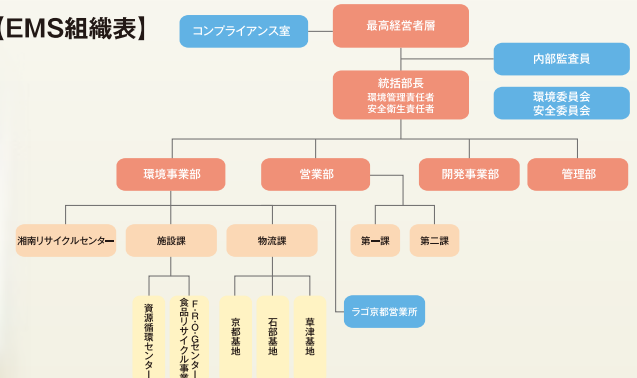 【EMS組織表】
コンプライアンス室
最高経営者層
内部監査員
統括部長
環境管理責任者
安全衛生責任者
環境委員会
安全委員会
環境事業部
営業部
開発事業部
管理部
湘南リサイクルセンター
施設課
物流課
第一課
第二課
資源循環センター
F・R・O・Gセンター
食品リサイクル事業
京都基地
石部基地
草津基地
ラゴ京都営業所